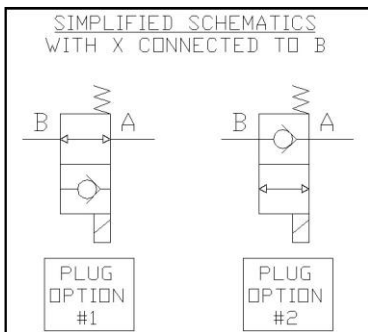 SIMPLIFIED SCHEMATICS
WITH X CONNECTED TO B
B A B A
PLUG PLUG
OPTION OPTION
#1 #2